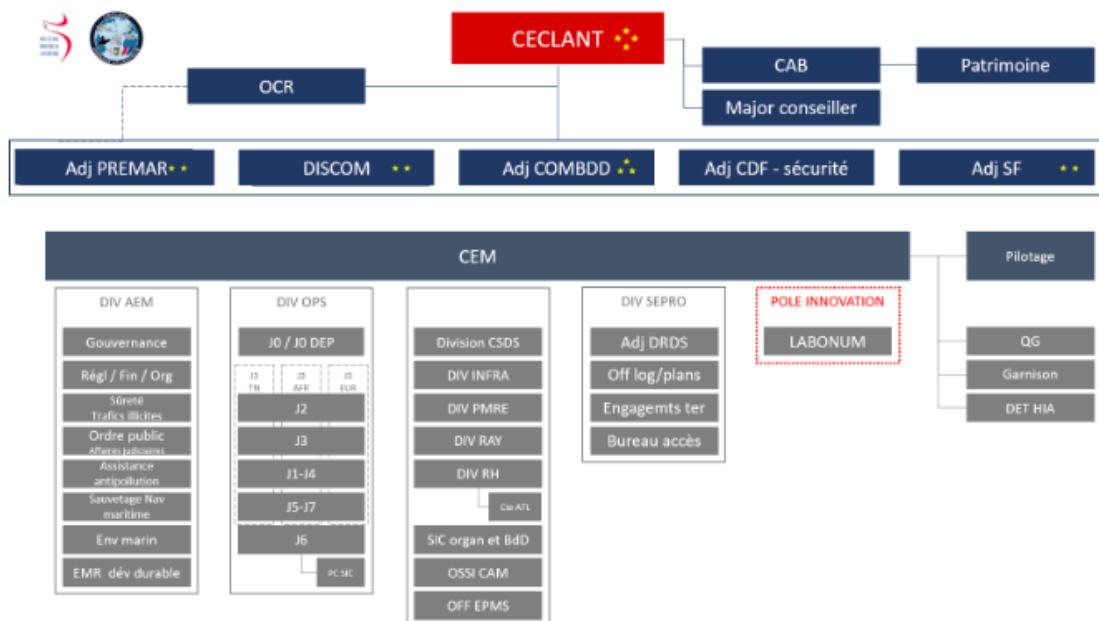 CECLANT
CAB
Patrimoine
OCR
Major conseiller
Adj PREMAR
DISCOM
Adj COMBDD
Adj CDF - sécurité
Adj SF
CEM
Pilotage
DIV AEM
Gouvernance
Régl / Fin / Org
Sûreté
Trafics illicites
Ordre public
Affaires judiciaires
Assistance
antipollution
Sauvetage Nav
maritime
Env marin
EMR dév durable
DIV OPS
J0 / J0 DEP
J3
TN
J3
AFR
J3
EUR
J2
J3
J1-J4
J5-J7
J6
PC SIC
Division CSDS
DIV INFRA
DIV PMRE
DIV RAY
DIV RH
Cie ATL
SIC organ et BdD
OSSI CAM
OFF EPMS
DIV SEPRO
Adj DRDS
Off log/plans
Engagemts ter
Bureau accès
POLE INNOVATION
LABONUM
QG
Garnison
DET HIA